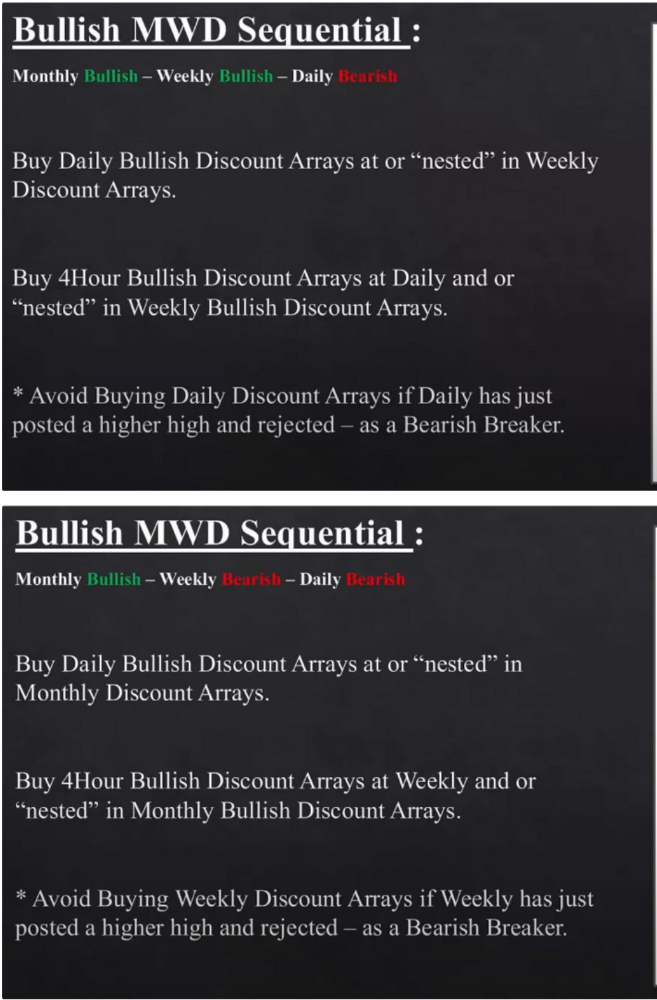 Bullish MWD Sequential :
Monthly Bullish – Weekly Bullish – Daily Bearish
Buy Daily Bullish Discount Arrays at or “nested” in Weekly
Discount Arrays.
Buy 4Hour Bullish Discount Arrays at Daily and or
“nested” in Weekly Bullish Discount Arrays.
* Avoid Buying Daily Discount Arrays if Daily has just
posted a higher high and rejected – as a Bearish Breaker.
Bullish MWD Sequential :
Monthly Bullish – Weekly Bearish – Daily Bearish
Buy Daily Bullish Discount Arrays at or “nested” in
Monthly Discount Arrays.
Buy 4Hour Bullish Discount Arrays at Weekly and or
“nested” in Monthly Bullish Discount Arrays.
* Avoid Buying Weekly Discount Arrays if Weekly has just
posted a higher high and rejected – as a Bearish Breaker.